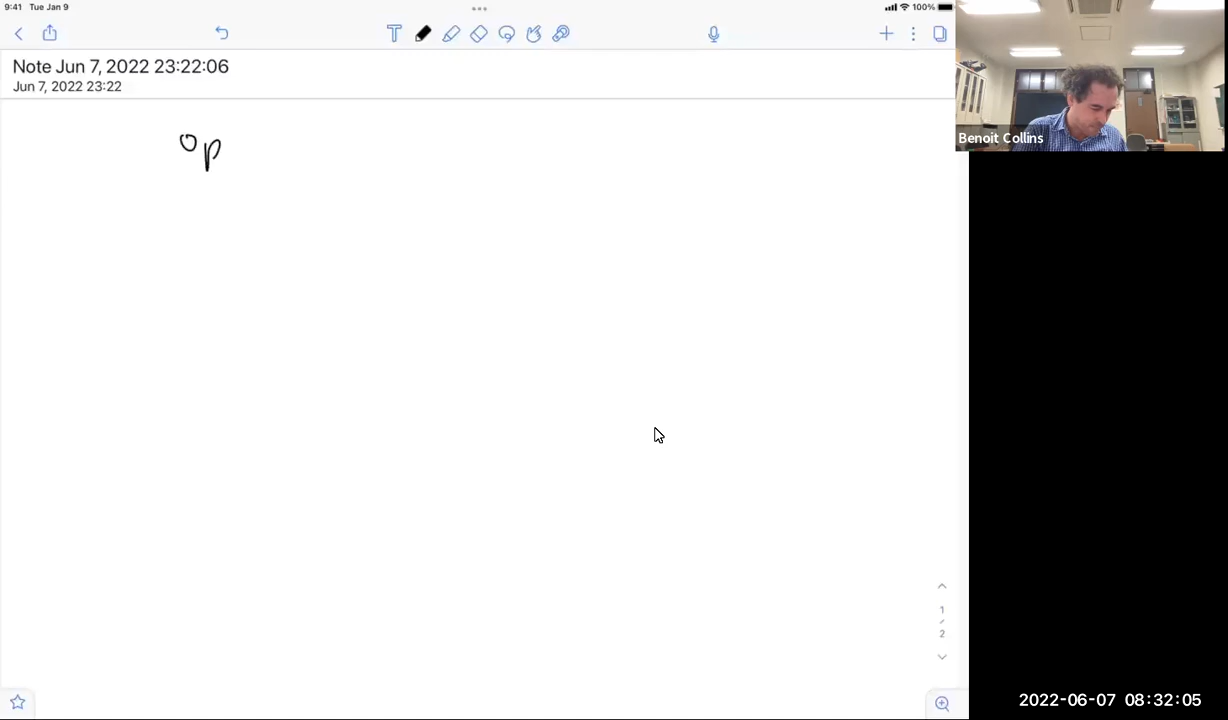 9:41 Tue Jan 9
100%
Note Jun 7, 2022 23:22:06
Jun 7, 2022 23:22
Op
Benoit Collins
1
2
2022-06-07 08:32:05